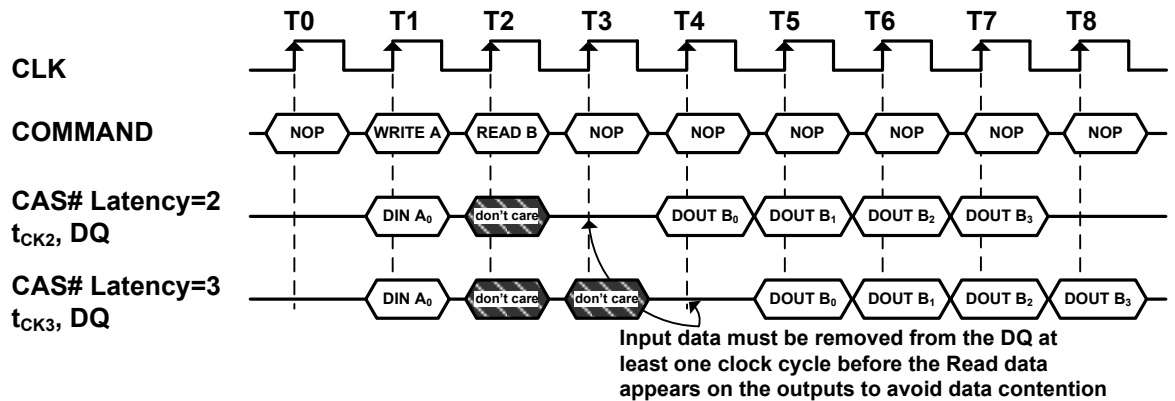 T0 T1 T2 T3 T4 T5 T6 T7 T8
CLK
COMMAND NOP WRITE A READ B NOP NOP NOP NOP NOP NOP
CAS# Latency=2
tCK2, DQ DIN A0 don't care DOUT B0 DOUT B1 DOUT B2 DOUT B3
CAS# Latency=3
tCK3, DQ DIN A0 don't care don't care DOUT B0 DOUT B1 DOUT B2 DOUT B3
Input data must be removed from the DQ at
least one clock cycle before the Read data
appears on the outputs to avoid data contention